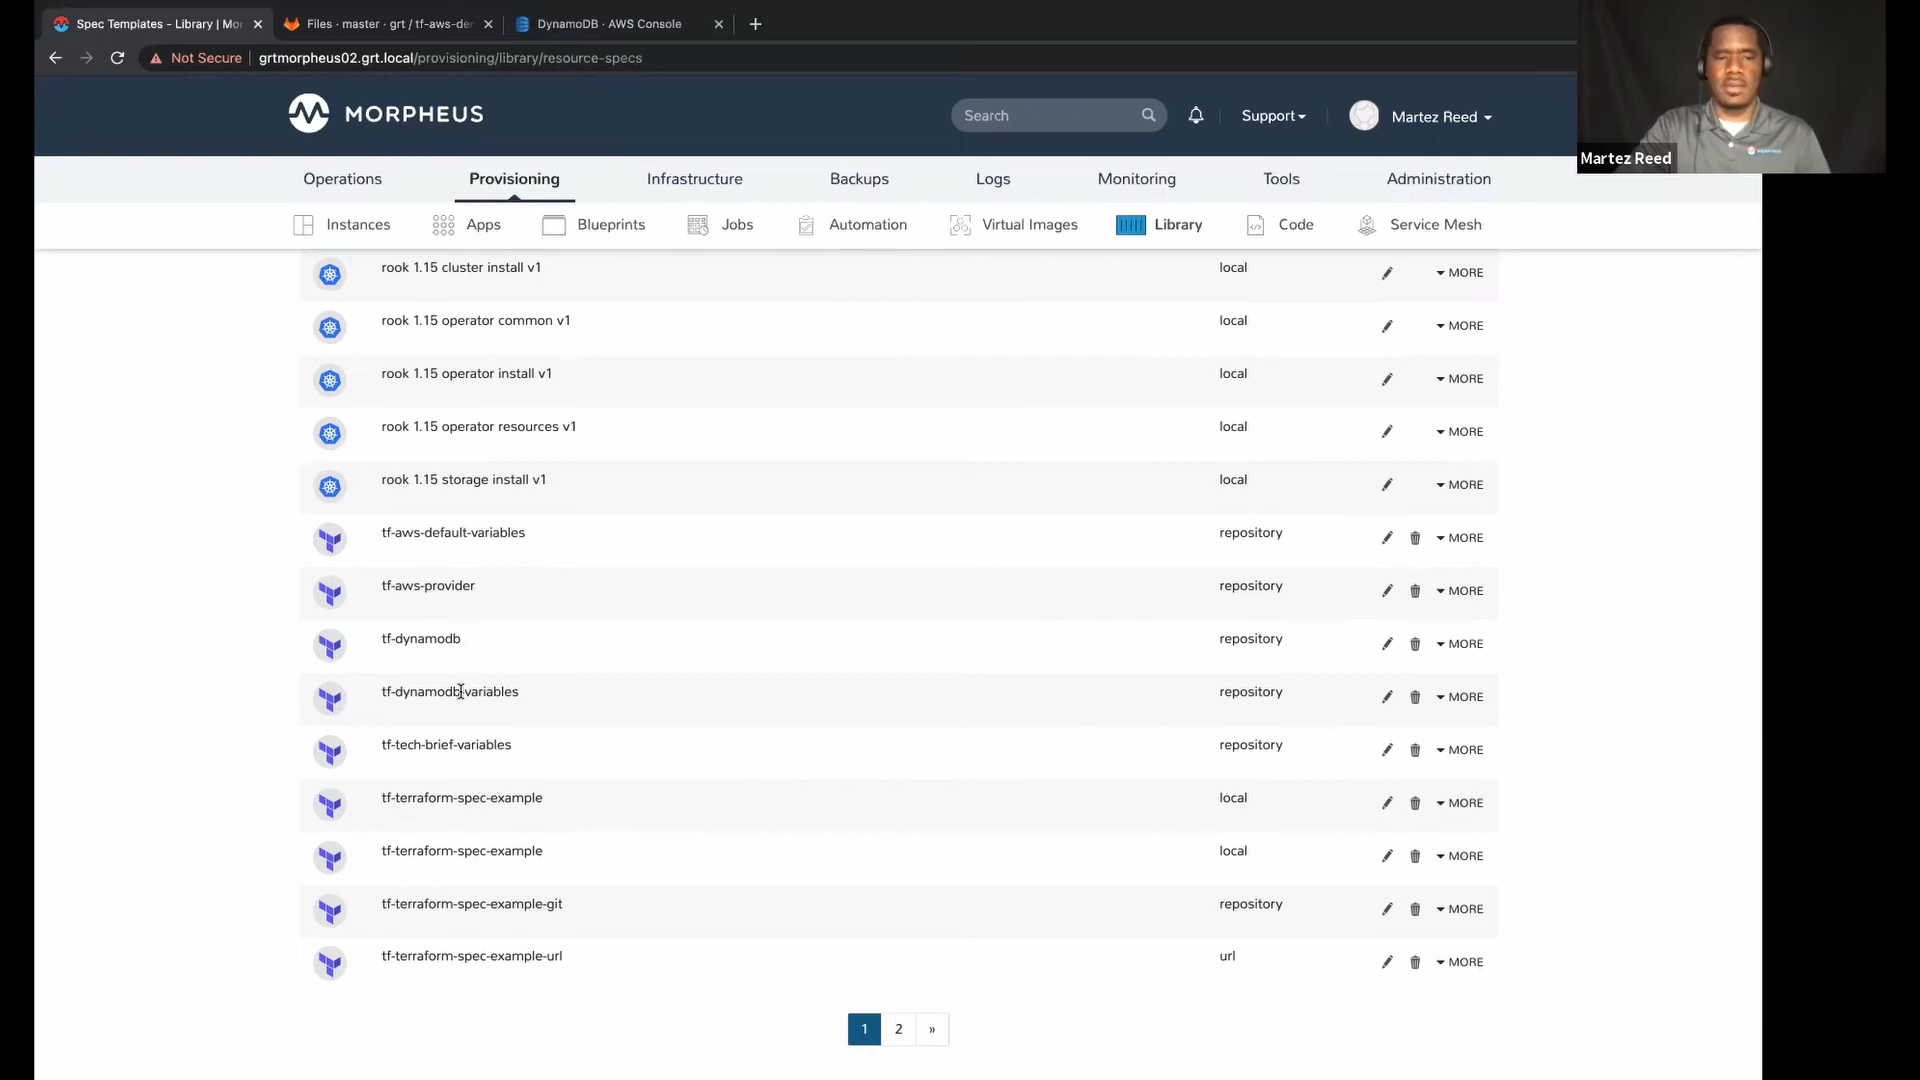 Spec Templates - Library | Mo
Files · master · grt / tf-aws-der
DynamoDB · AWS Console
Not Secure
grtmorpheus02.grt.local/provisioning/library/resource-specs
MORPHEUS
Search
Support
Martez Reed
Martez Reed
Operations
Provisioning
Infrastructure
Backups
Logs
Monitoring
Tools
Administration
Instances
Apps
Blueprints
Jobs
Automation
Virtual Images
Library
Code
Service Mesh
rook 1.15 cluster install v1 local MORE
rook 1.15 operator common v1 local MORE
rook 1.15 operator install v1 local MORE
rook 1.15 operator resources v1 local MORE
rook 1.15 storage install v1 local MORE
tf-aws-default-variables repository MORE
tf-aws-provider repository MORE
tf-dynamodb repository MORE
tf-dynamodb-variables repository MORE
tf-tech-brief-variables repository MORE
tf-terraform-spec-example local MORE
tf-terraform-spec-example local MORE
tf-terraform-spec-example-git repository MORE
tf-terraform-spec-example-url url MORE
1 2 »